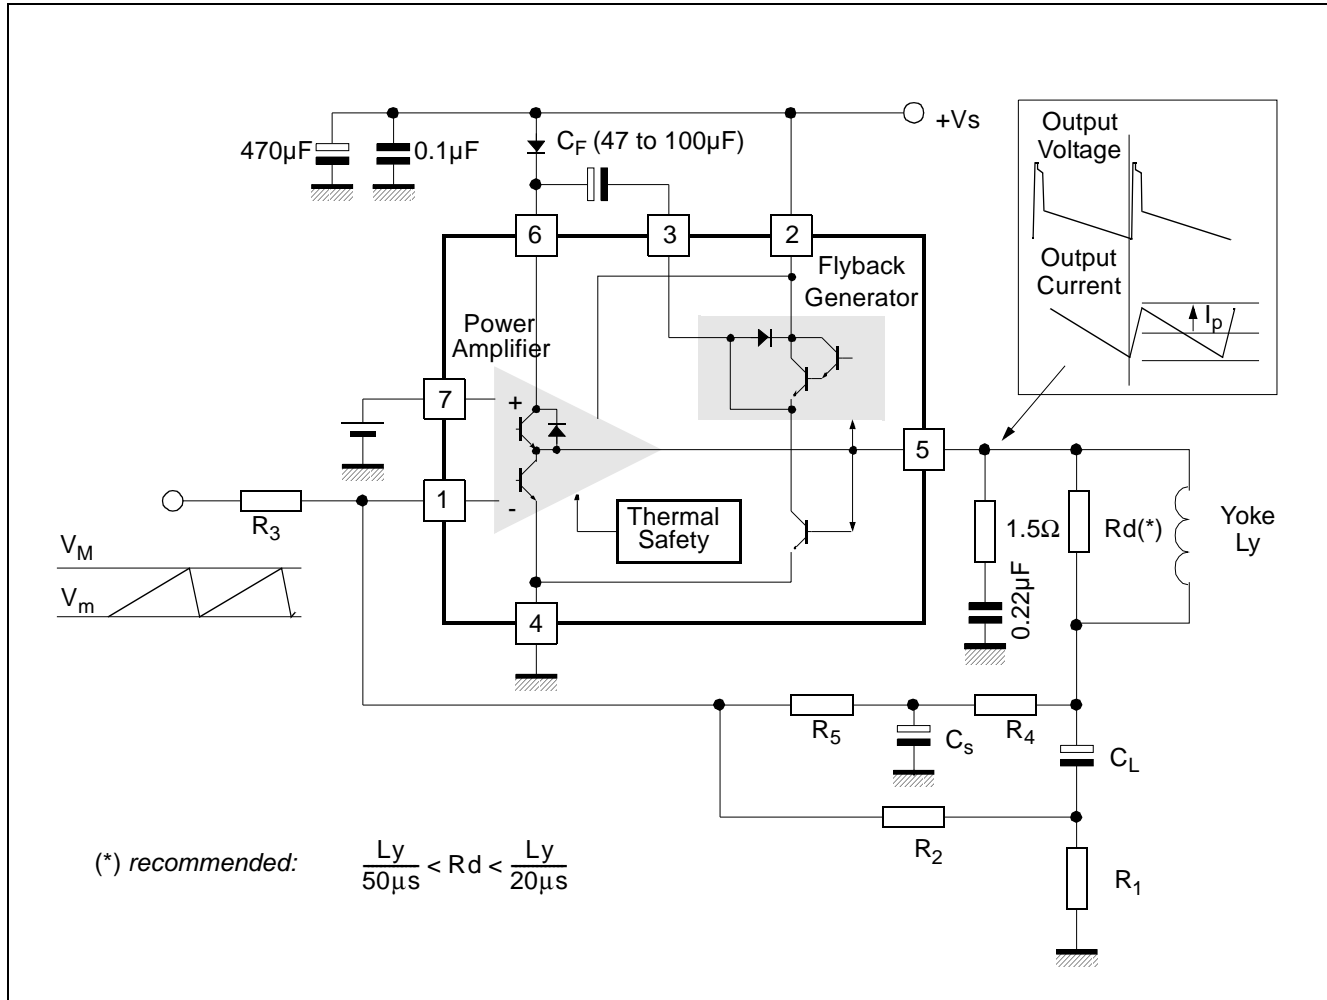 +Vs
470µF
0.1µF
C_F (47 to 100µF)
Output
Voltage
Output
Current
I_p
6
3
2
Flyback
Generator
Power
Amplifier
7
+
5
1
-
R_3
Thermal
Safety
1.5Ω
0.22µF
Rd(*)
Yoke
Ly
V_M
V_m
4
R_5
C_s
R_4
C_L
R_2
R_1
(*) recommended: Ly/50µs < Rd < Ly/20µs